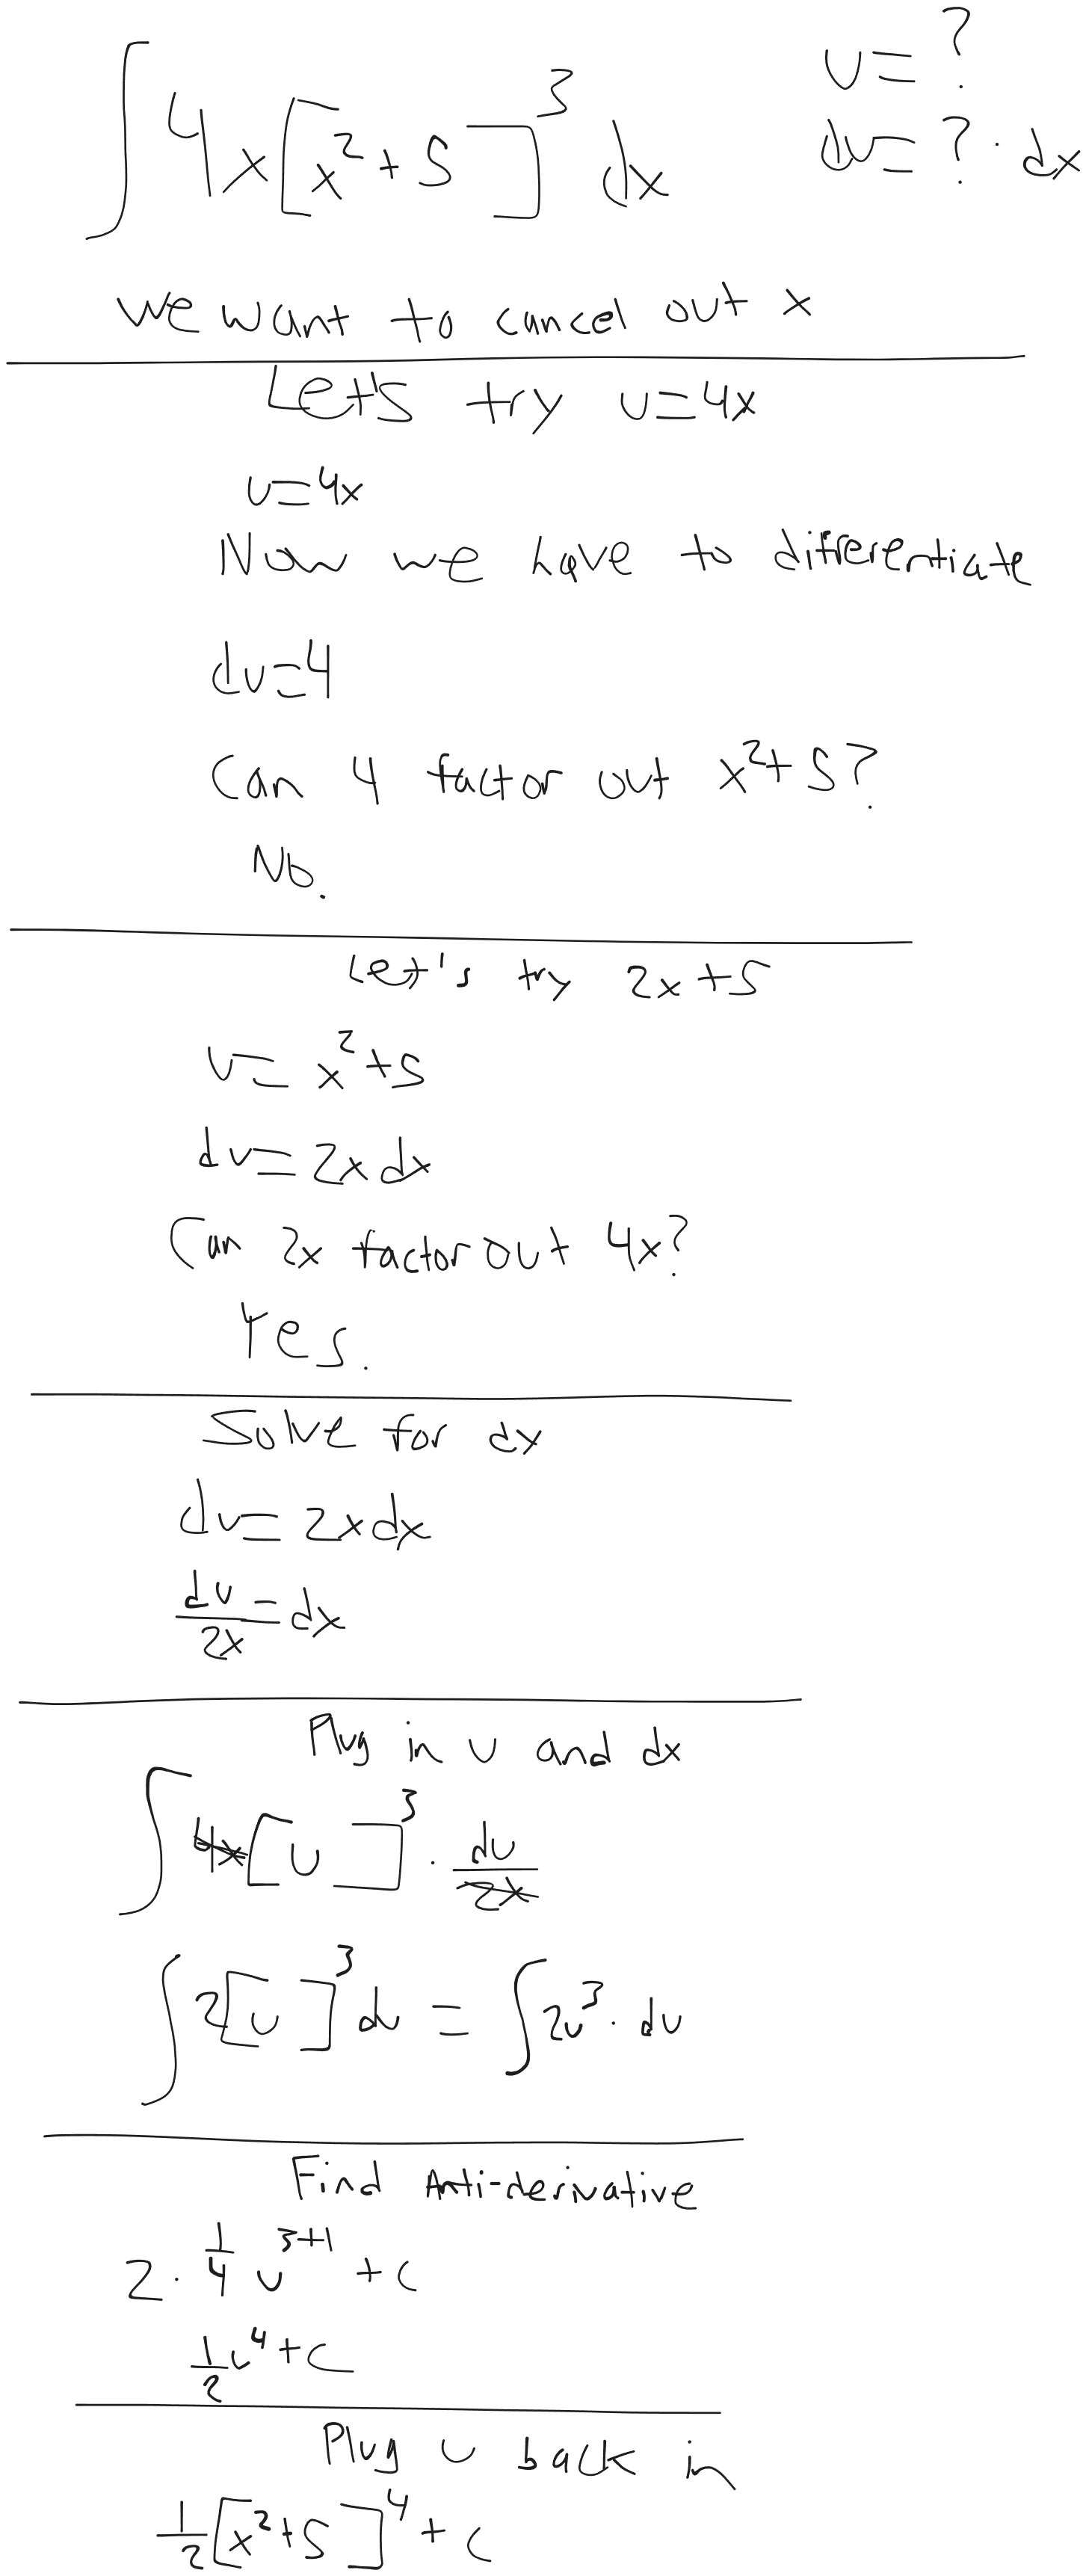 ∫ 4x[x²+5]³ dx    u = ?
du = ? · dx
we want to cancel out x
Let's try u=4x
u=4x
Now we have to differentiate
du=4
Can 4 factor out x²+5?
No.
Let's try 2x+5
u= x²+5
du= 2x dx
Can 2x factor out 4x?
Yes.
Solve for dx
du= 2x dx
du/2x = dx
Plug in u and dx
∫ 4x[u]³ · du/2x
∫ 2[u]³ du = ∫ 2u³ · du
Find Anti-derivative
2 · 1/4 u³⁺¹ + c
1/2 u⁴ + c
Plug u back in
1/2 [x²+5]⁴ + c